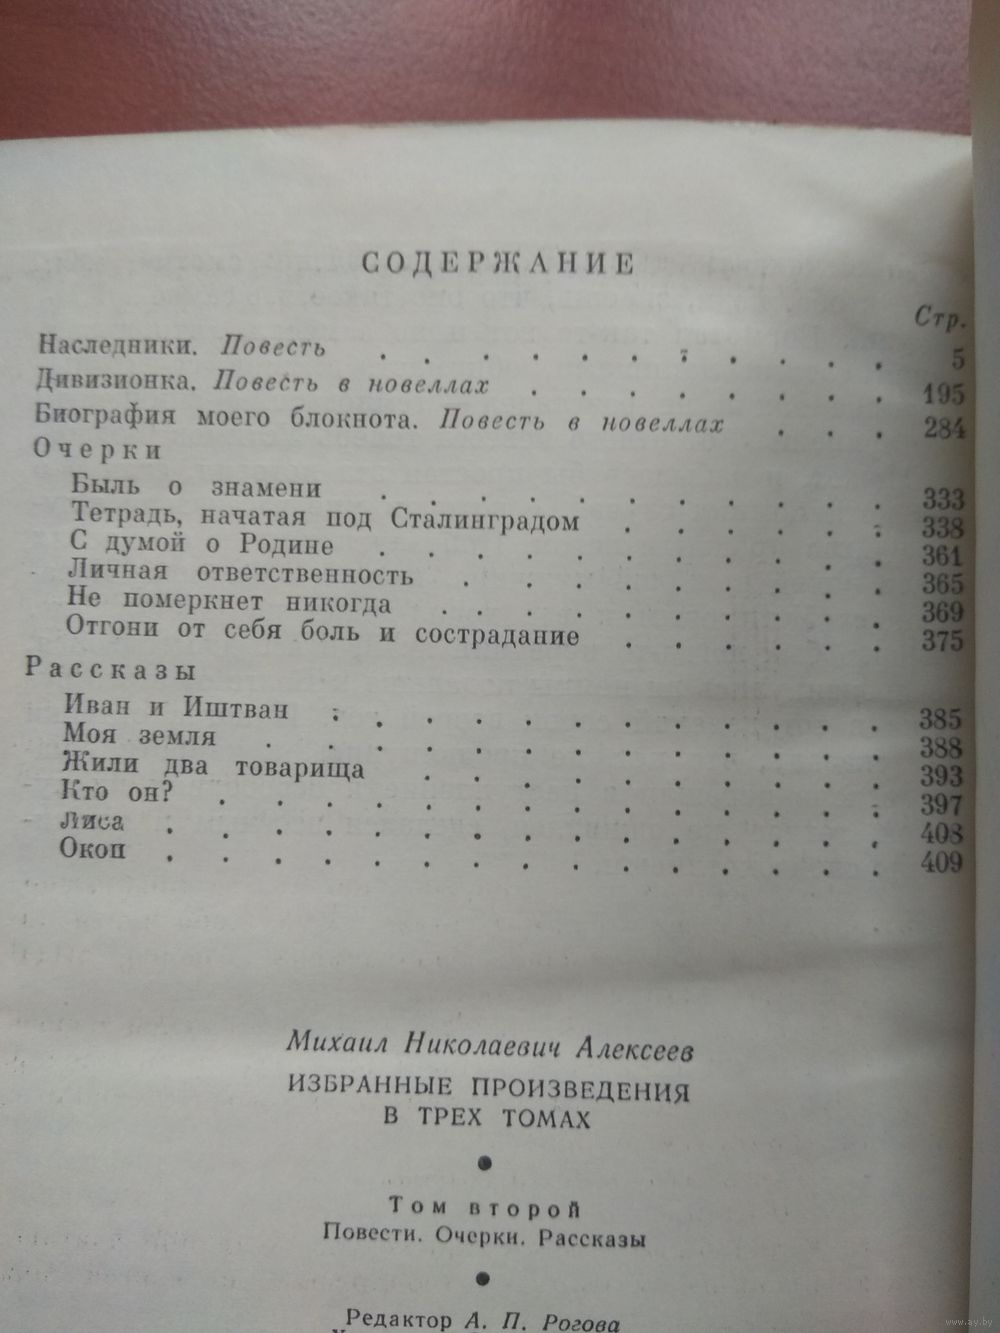 СОДЕРЖАНИЕ
Стр.
Наследники. Повесть . . . . . . . . . . . 5
Дивизионка. Повесть в новеллах . . . . . . . . 195
Биография моего блокнота. Повесть в новеллах . . . 284
Очерки
Быль о знамени . . . . . . . . . . . 333
Тетрадь, начатая под Сталинградом . . . . . . 338
С думой о Родине . . . . . . . . . . . 361
Личная ответственность . . . . . . . . . 365
Не померкнет никогда . . . . . . . . . . 369
Отгони от себя боль и сострадание . . . . . . 375
Рассказы
Иван и Иштван . . . . . . . . . . . . 385
Моя земля . . . . . . . . . . . . . 388
Жили два товарища . . . . . . . . . . 393
Кто он? . . . . . . . . . . . . . . 397
Лиса . . . . . . . . . . . . . . . 403
Окоп . . . . . . . . . . . . . . . 409
Михаил Николаевич Алексеев
ИЗБРАННЫЕ ПРОИЗВЕДЕНИЯ
В ТРЕХ ТОМАХ
Том второй
Повести. Очерки. Рассказы
Редактор А. П. Рогова
www.ay.by